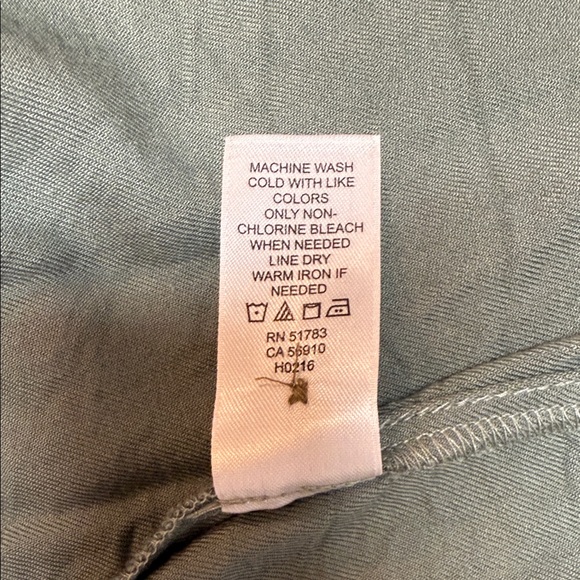 MACHINE WASH
COLD WITH LIKE
COLORS
ONLY NON-
CHLORINE BLEACH
WHEN NEEDED
LINE DRY
WARM IRON IF
NEEDED
RN 51783
CA 56910
H0216